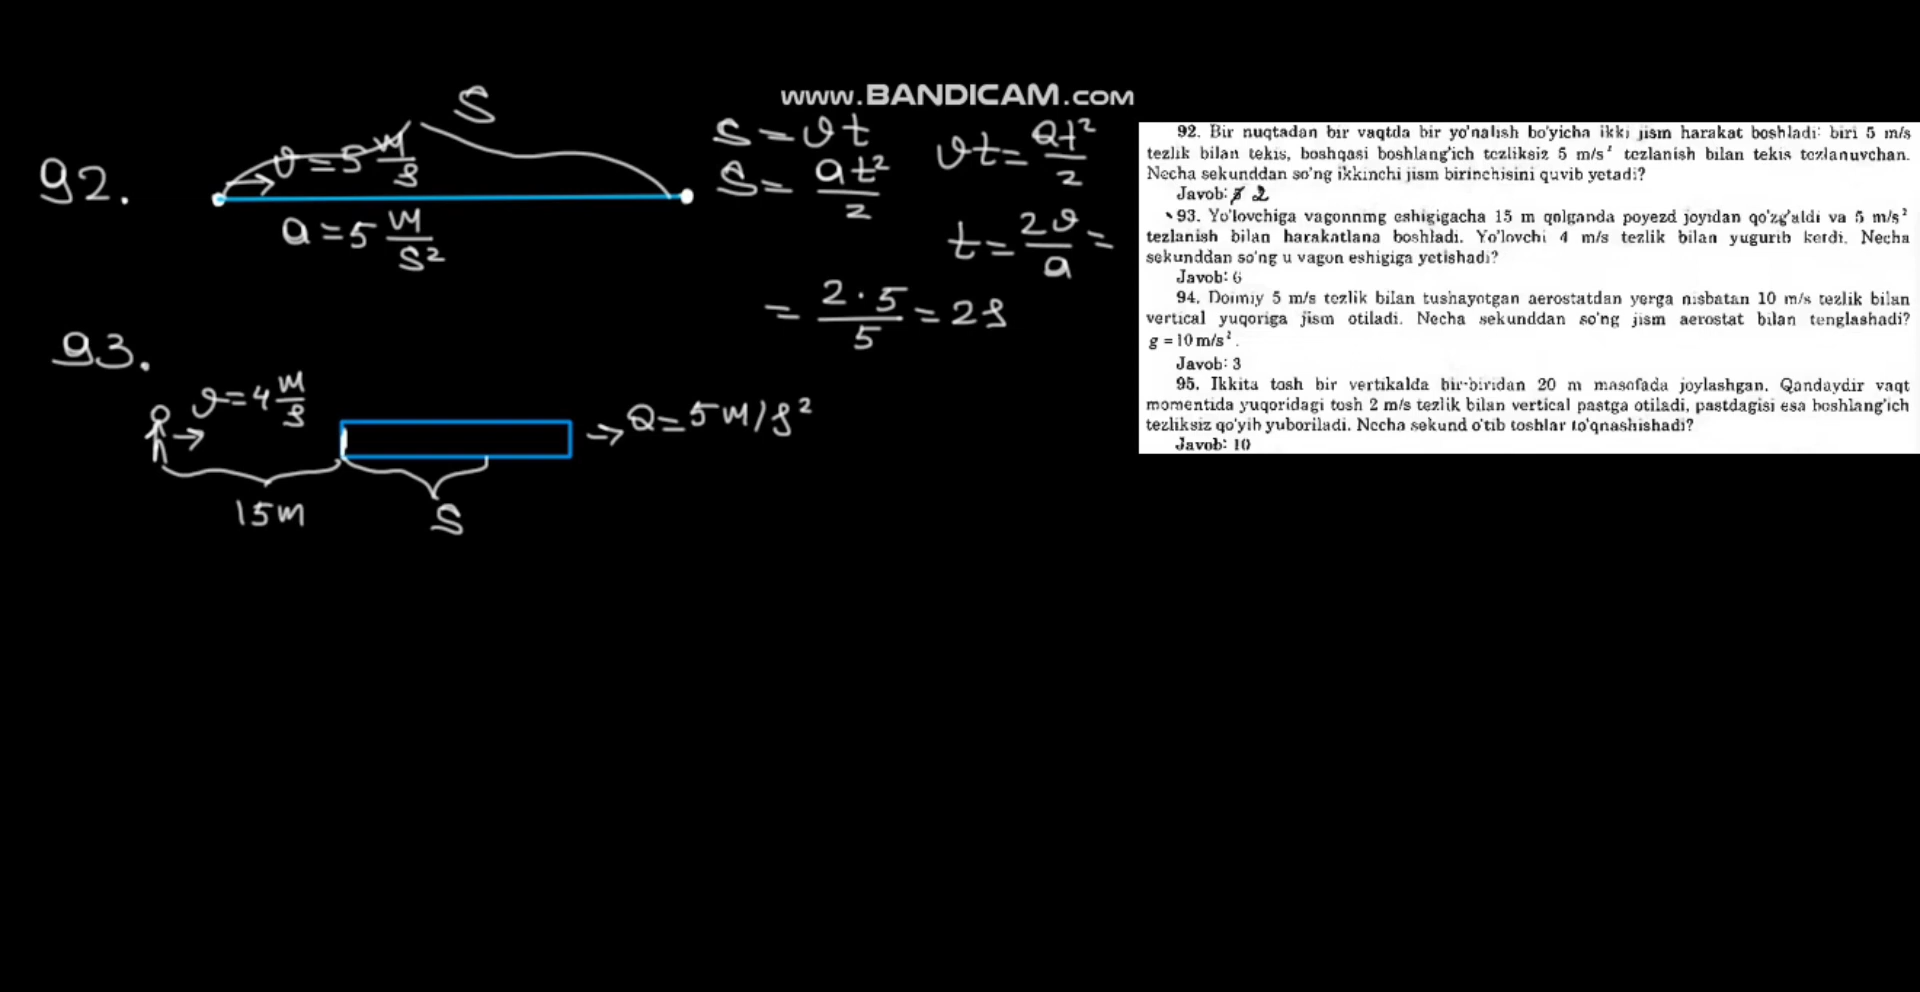 www.BANDICAM.com
S
92.
υ = 5 m/s
a = 5 m/s²
S = υt
S = at²/2
υt = at²/2
t = 2υ/a =
= 2·5/5 = 2s
93.
υ = 4 m/s
→ a = 5 m/s²
15m
S
92. Bir nuqtadan bir vaqtda bir yo'nalish bo'yicha ikki jism harakat boshladi: biri 5 m/s
tezlik bilan tekis, boshqasi boshlang'ich tezliksiz 5 m/s² tezlanish bilan tekis tezlanuvchan.
Necha sekunddan so'ng ikkinchi jism birinchisini quvib yetadi?
Javob: 2
93. Yo'lovchiga vagonnıng eshigigacha 15 m qolganda poyezd joyidan qo'zg'aldi va 5 m/s²
tezlanish bilan harakatlana boshladi. Yo'lovchi 4 m/s tezlik bilan yugurib ketdi. Necha
sekunddan so'ng u vagon eshigiga yetishadi?
Javob: 6
94. Doimiy 5 m/s tezlik bilan tushayotgan aerostatdan yerga nisbatan 10 m/s tezlik bilan
vertical yuqoriga jism otiladi. Necha sekunddan so'ng jism aerostat bilan tenglashadi?
g = 10 m/s².
Javob: 3
95. Ikkita tosh bir vertikalda bir-biridan 20 m masofada joylashgan. Qandaydir vaqt
momentida yuqoridagi tosh 2 m/s tezlik bilan vertical pastga otiladi, pastdagisi esa boshlang'ich
tezliksiz qo'yib yuboriladi. Necha sekund o'tib toshlar to'qnashishadi?
Javob: 10